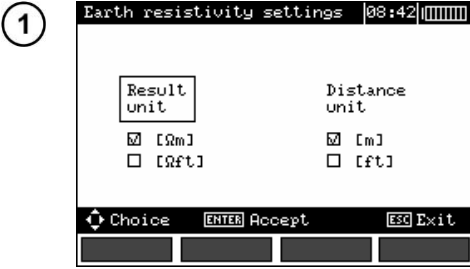 1
Earth resistivity settings 08:42
Result unit
Distance unit
☑ [Ωm]
☐ [Ωft]
☑ [m]
☐ [ft]
Choice ENTER Accept ESC Exit